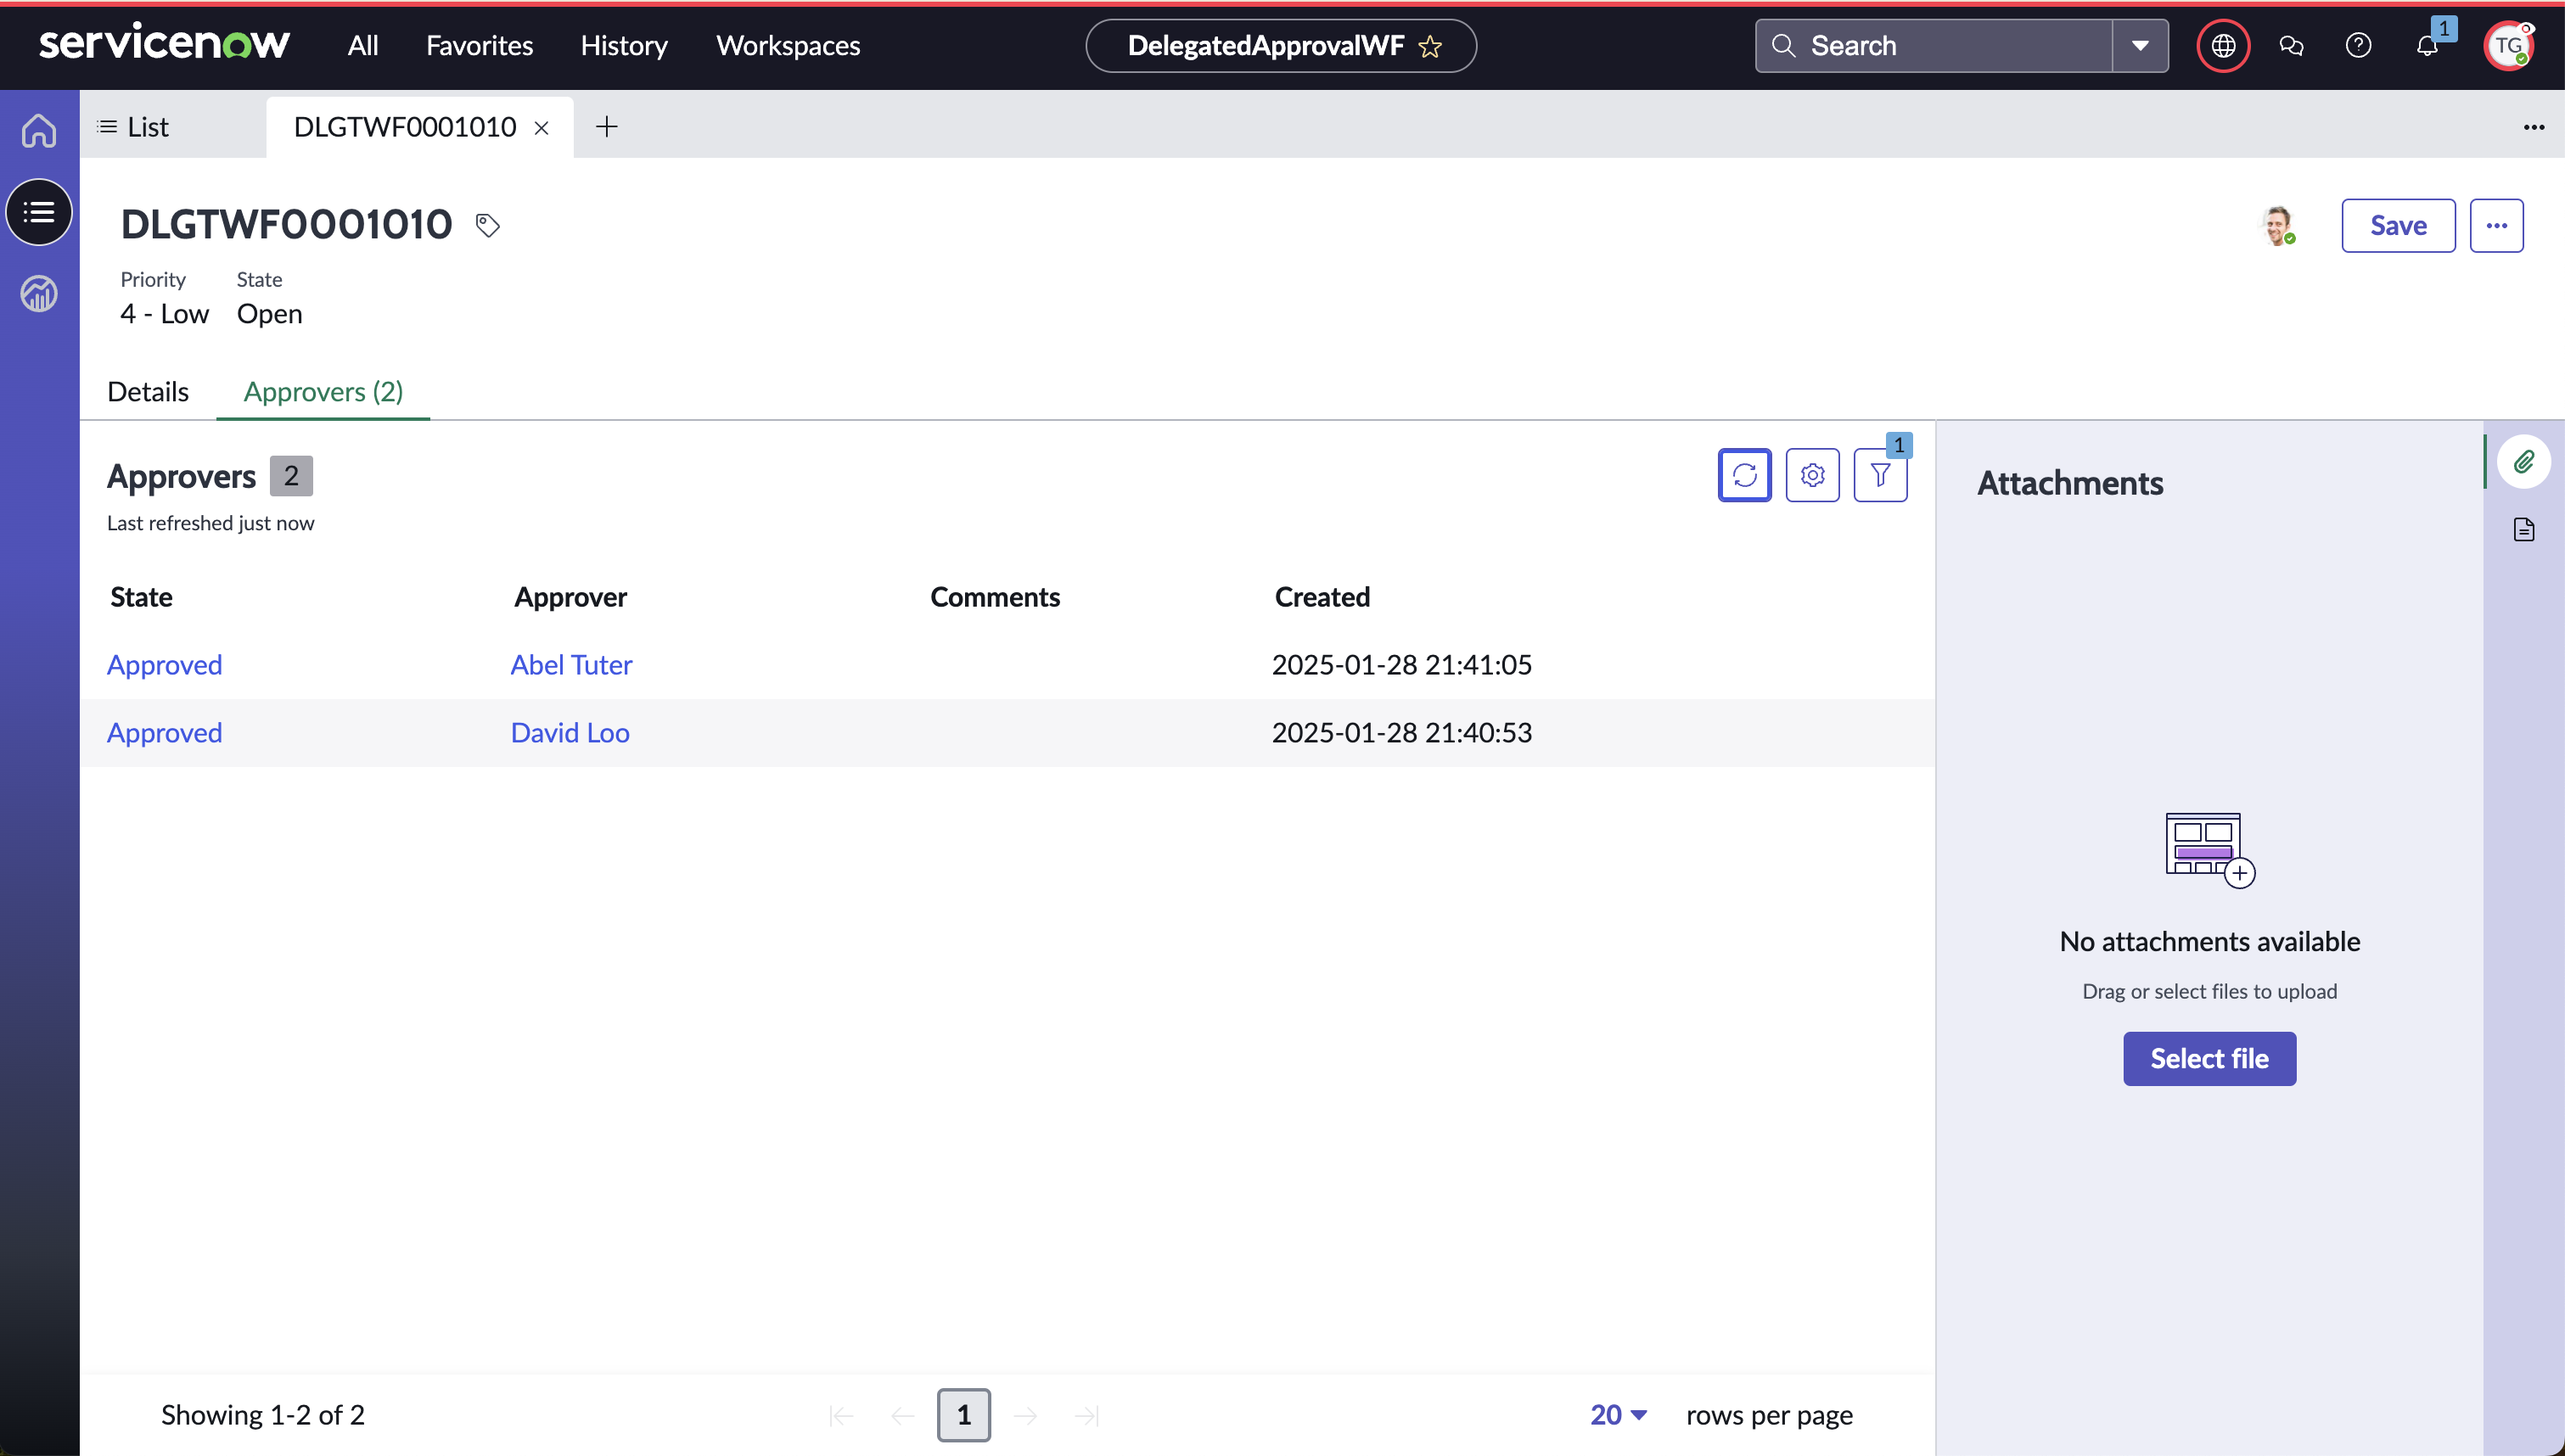 servicenow All Favorites History Workspaces DelegatedApprovalWF Search 1 TG
List DLGTWF0001010
DLGTWF0001010 Save
Priority State
4 - Low Open
Details Approvers (2)
Approvers 2 1
Last refreshed just now
State Approver Comments Created
Approved Abel Tuter 2025-01-28 21:41:05
Approved David Loo 2025-01-28 21:40:53
Showing 1-2 of 2 1 20 rows per page
Attachments
No attachments available
Drag or select files to upload
Select file